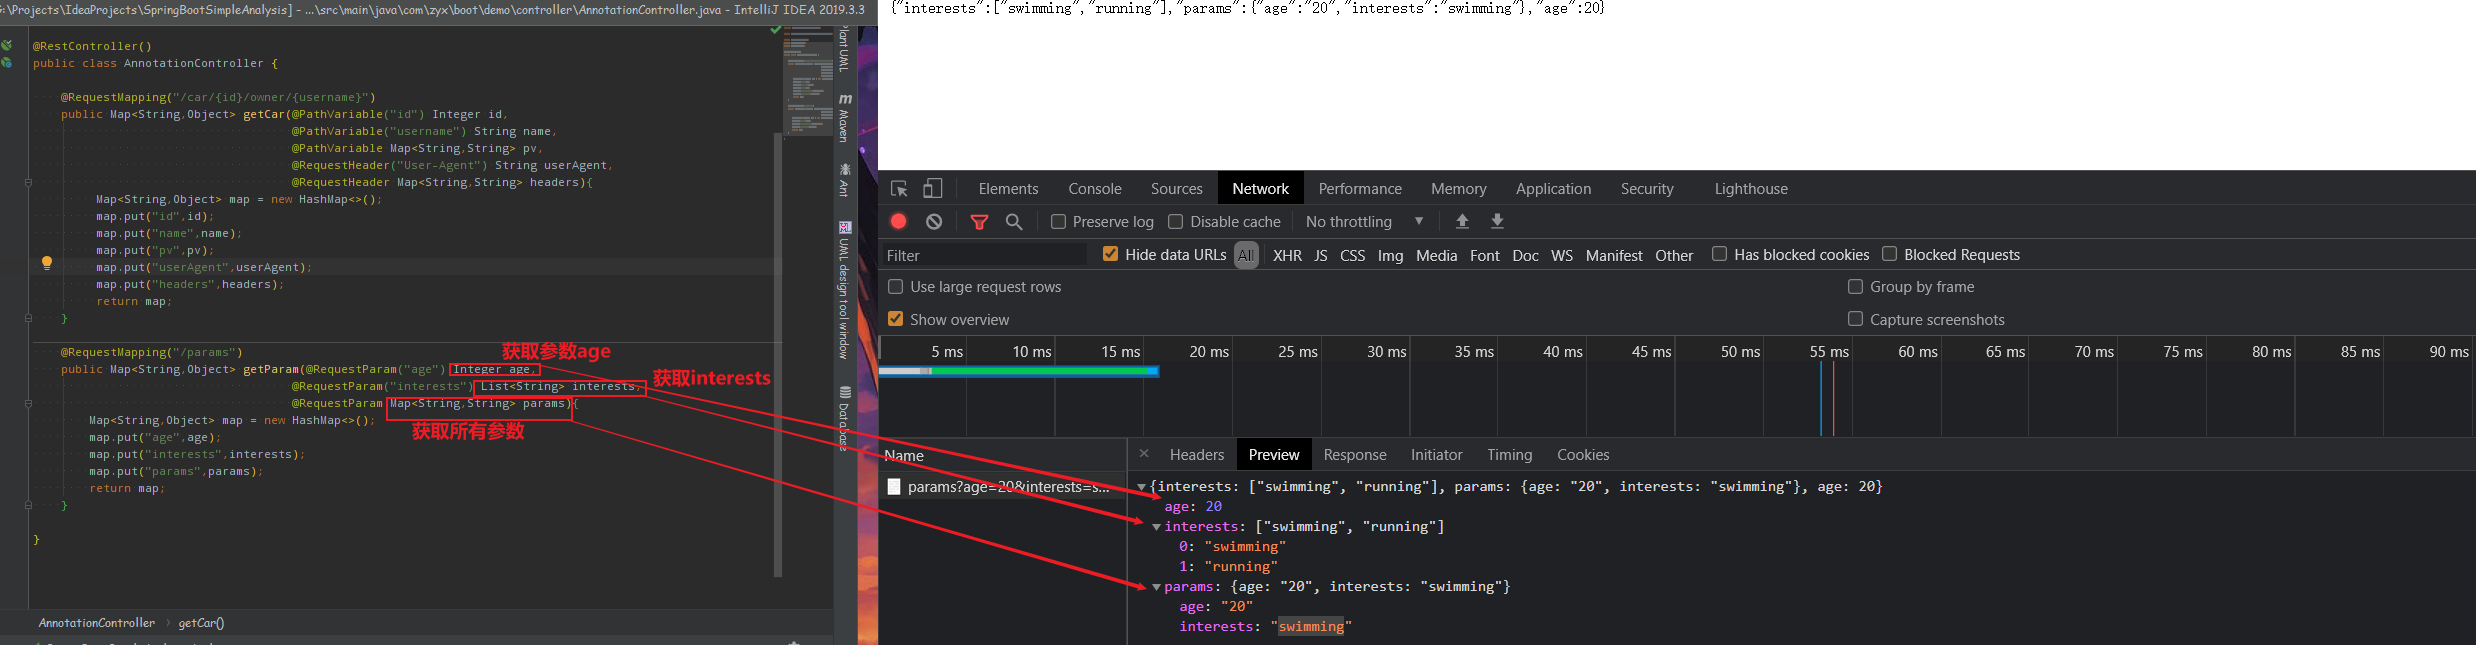 G:\Projects\IdeaProjects\SpringBootSimpleAnalysis] - ...\src\main\java\com\zyx\boot\demo\controller\AnnotationController.java - IntelliJ IDEA 2019.3.3
@RestController()
public class AnnotationController {
@RequestMapping("/car/{id}/owner/{username}")
public Map<String,Object> getCar(@PathVariable("id") Integer id,
@PathVariable("username") String name,
@PathVariable Map<String,String> pv,
@RequestHeader("User-Agent") String userAgent,
@RequestHeader Map<String,String> headers){
Map<String,Object> map = new HashMap<>();
map.put("id",id);
map.put("name",name);
map.put("pv",pv);
map.put("userAgent",userAgent);
map.put("headers",headers);
return map;
}
获取参数age
@RequestMapping("/params")
public Map<String,Object> getParam(@RequestParam("age") Integer age,
获取interests
@RequestParam("interests") List<String> interests,
@RequestParam Map<String,String> params){
Map<String,Object> map = new HashMap<>();
获取所有参数
map.put("age",age);
map.put("interests",interests);
map.put("params",params);
return map;
}
}
AnnotationController > getCar()
Plant UML
Maven
Ant
UML design tool window
Database
{"interests":["swimming","running"],"params":{"age":"20","interests":"swimming"},"age":20}
Elements Console Sources Network Performance Memory Application Security Lighthouse
Preserve log Disable cache No throttling
Filter Hide data URLs All XHR JS CSS Img Media Font Doc WS Manifest Other Has blocked cookies Blocked Requests
Use large request rows Group by frame
Show overview Capture screenshots
5 ms 10 ms 15 ms 20 ms 25 ms 30 ms 35 ms 40 ms 45 ms 50 ms 55 ms 60 ms 65 ms 70 ms 75 ms 80 ms 85 ms 90 ms
Name × Headers Preview Response Initiator Timing Cookies
params?age=20&interests=s...
{interests: ["swimming", "running"], params: {age: "20", interests: "swimming"}, age: 20}
age: 20
interests: ["swimming", "running"]
0: "swimming"
1: "running"
params: {age: "20", interests: "swimming"}
age: "20"
interests: "swimming"